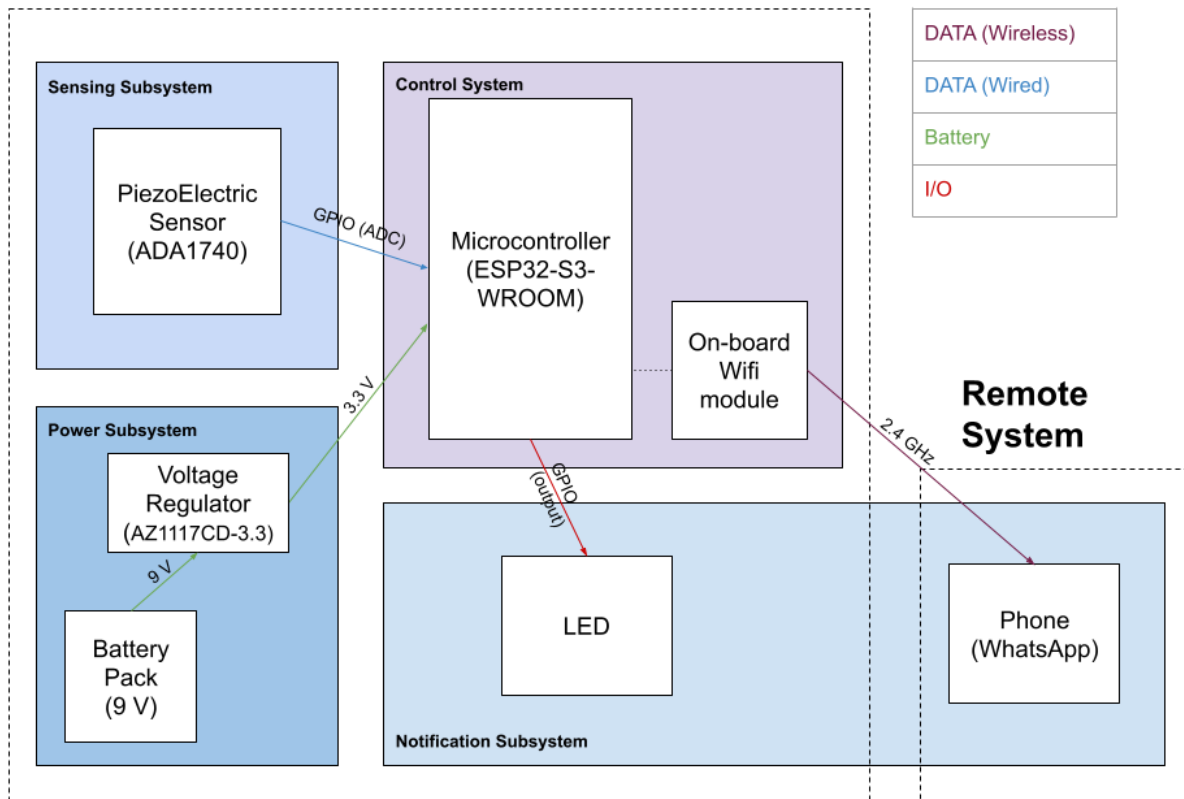 DATA (Wireless)
DATA (Wired)
Battery
I/O
Sensing Subsystem
PiezoElectric
Sensor
(ADA1740)
GPIO (ADC)
Control System
Microcontroller
(ESP32-S3-
WROOM)
On-board
Wifi
module
2.4 GHz
Remote
System
Power Subsystem
Voltage
Regulator
(AZ1117CD-3.3)
3.3 V
9 V
Battery
Pack
(9 V)
GPIO
(output)
LED
Phone
(WhatsApp)
Notification Subsystem